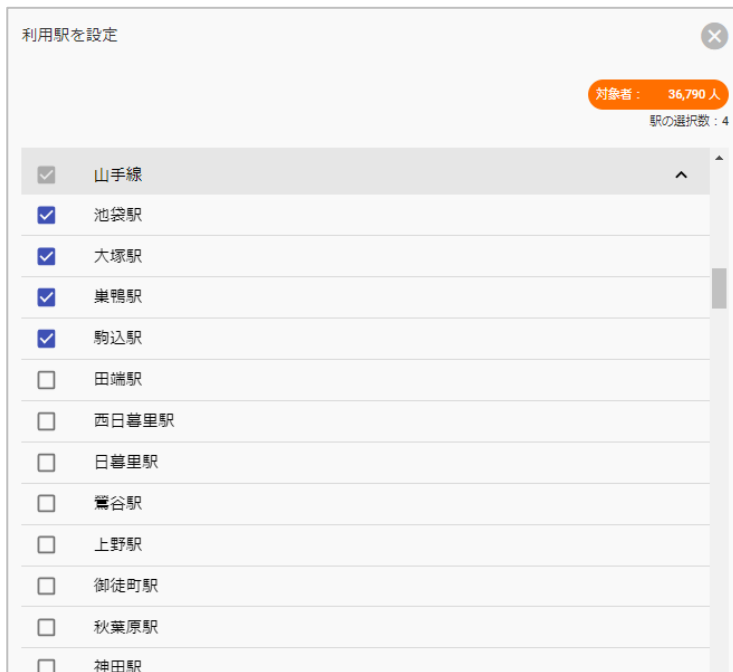 利用駅を設定
対象者： 36,790 人
駅の選択数：4
山手線
池袋駅
大塚駅
巣鴨駅
駒込駅
田端駅
西日暮里駅
日暮里駅
鶯谷駅
上野駅
御徒町駅
秋葉原駅
神田駅